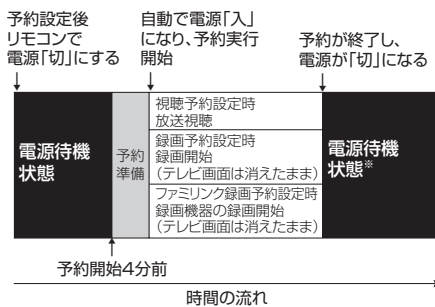 予約設定後
リモコンで
電源「切」にする
自動で電源「入」
になり、予約実行
開始
予約が終了し、
電源が「切」になる
電源待機
状態
予約
準備
視聴予約設定時
放送視聴
録画予約設定時
録画開始
(テレビ画面は消えたまま)
ファミリンク録画予約設定時
録画機器の録画開始
(テレビ画面は消えたまま)
電源待機
状態※
予約開始4分前
時間の流れ